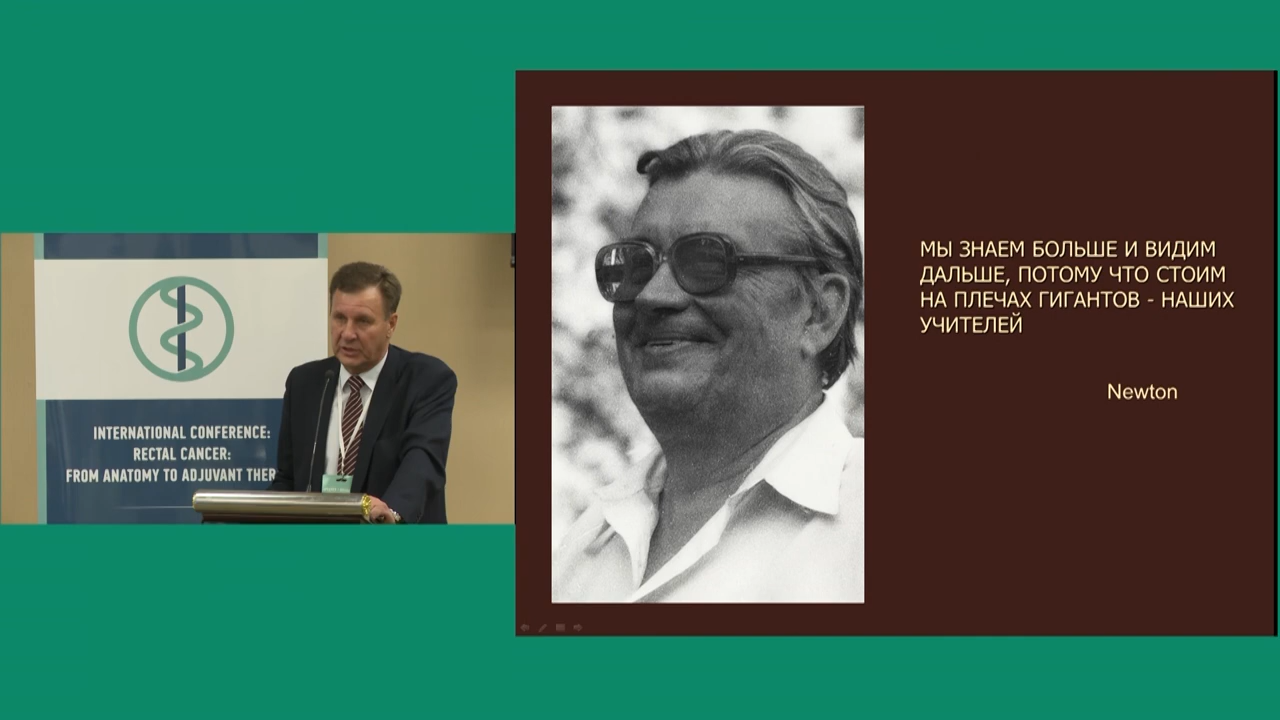 INTERNATIONAL CONFERENCE:
RECTAL CANCER:
FROM ANATOMY TO ADJUVANT
МЫ ЗНАЕМ БОЛЬШЕ И ВИДИМ
ДАЛЬШЕ, ПОТОМУ ЧТО СТОИМ
НА ПЛЕЧАХ ГИГАНТОВ - НАШИХ
УЧИТЕЛЕЙ
Newton